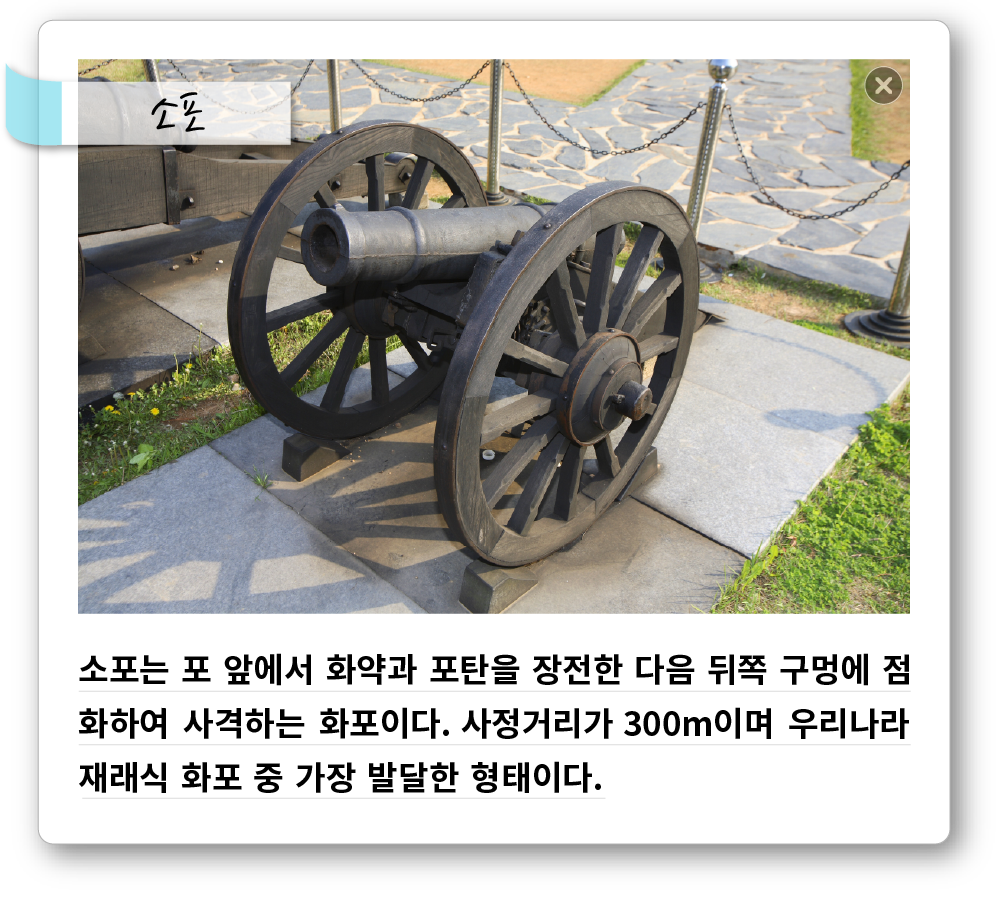 소포
소포는 포 앞에서 화약과 포탄을 장전한 다음 뒤쪽 구멍에 점
화하여 사격하는 화포이다. 사정거리가 300m이며 우리나라
재래식 화포 중 가장 발달한 형태이다.